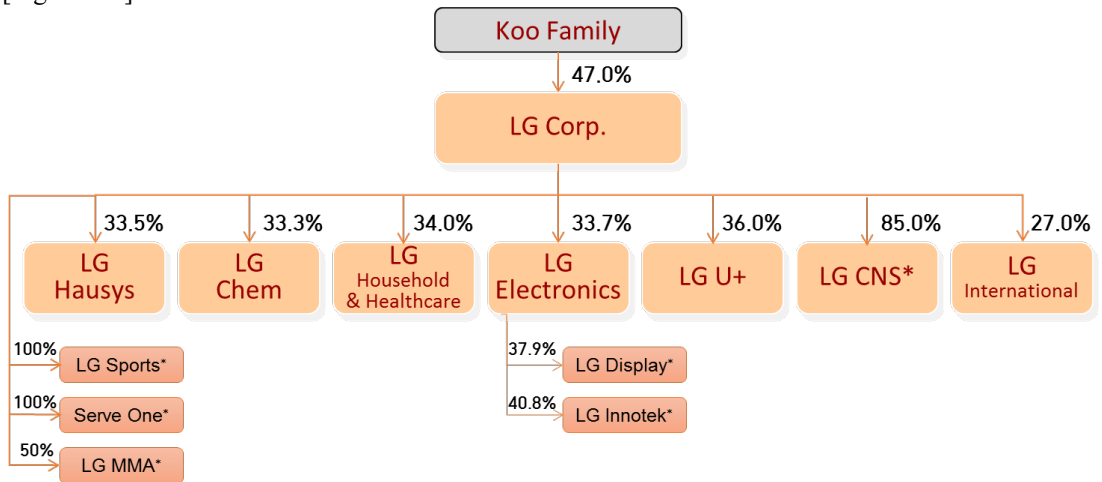 Koo Family
47.0%
LG Corp.
33.5%
33.3%
34.0%
33.7%
36.0%
85.0%
27.0%
LG
Hausys
LG
Chem
LG
Household
& Healthcare
LG
Electronics
LG U+
LG CNS*
LG
International
100%
LG Sports*
100%
Serve One*
50%
LG MMA*
37.9%
LG Display*
40.8%
LG Innotek*